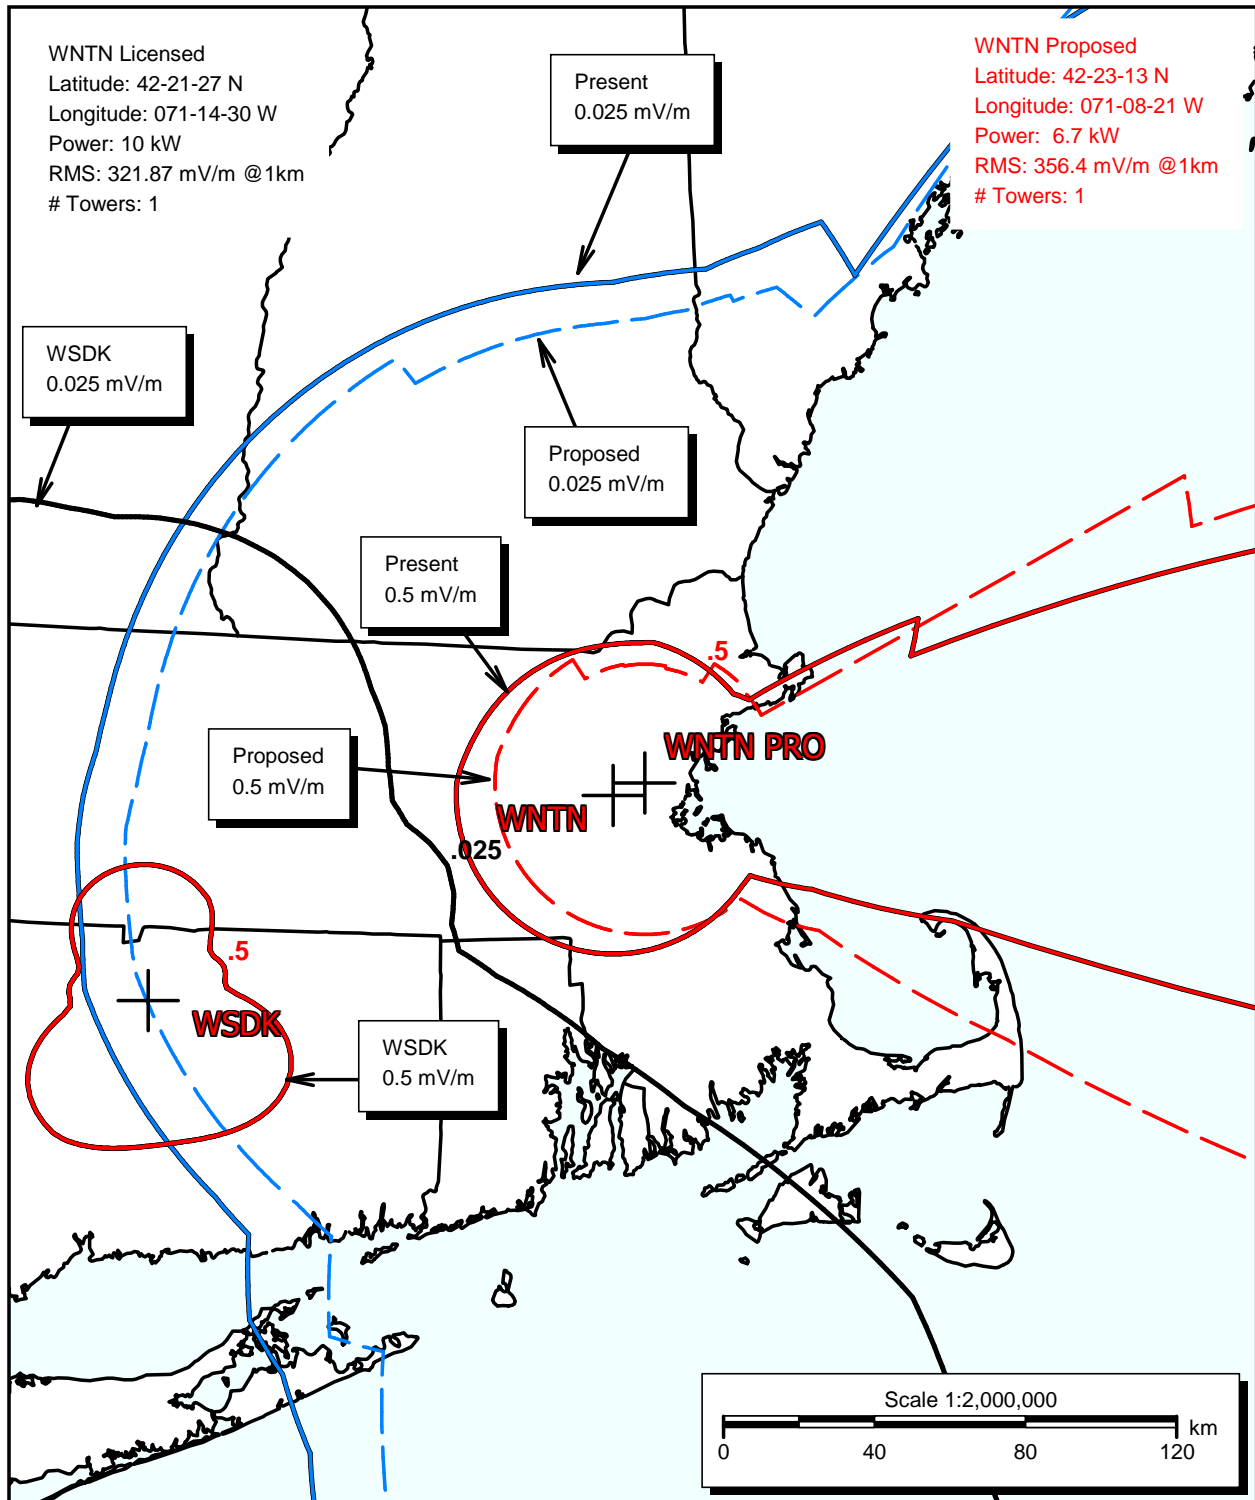 WNTN Licensed
Latitude: 42-21-27 N
Longitude: 071-14-30 W
Power: 10 kW
RMS: 321.87 mV/m @1km
# Towers: 1
WNTN Proposed
Latitude: 42-23-13 N
Longitude: 071-08-21 W
Power: 6.7 kW
RMS: 356.4 mV/m @1km
# Towers: 1
Present
0.025 mV/m
WSDK
0.025 mV/m
Proposed
0.025 mV/m
Present
0.5 mV/m
.5
Proposed
0.5 mV/m
WNTN PRO
WNTN
.025
.5
WSDK
WSDK
0.5 mV/m
Scale 1:2,000,000
km
0 40 80 120